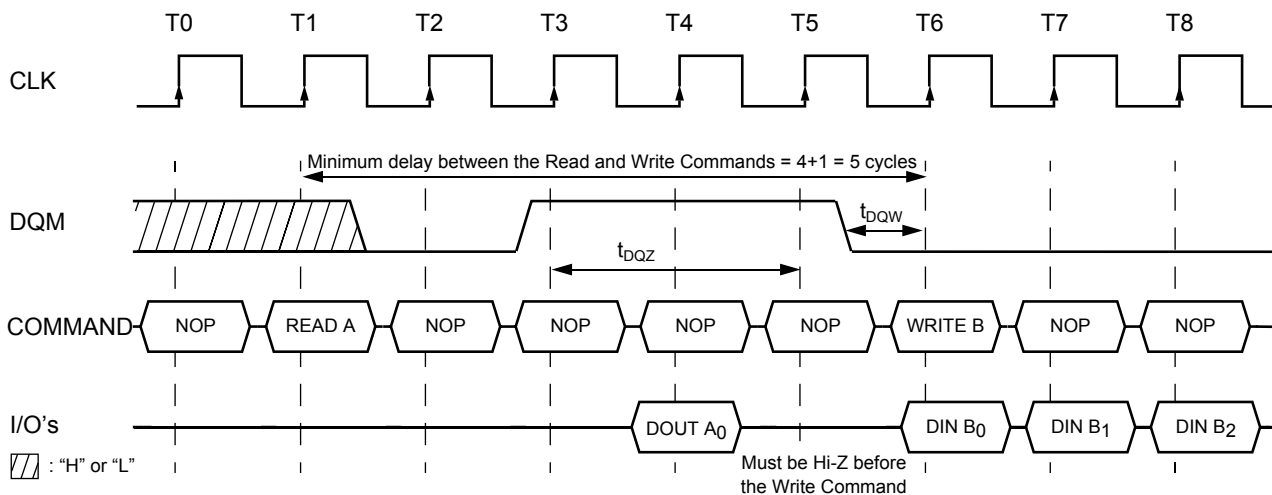 T0 T1 T2 T3 T4 T5 T6 T7 T8
CLK
Minimum delay between the Read and Write Commands = 4+1 = 5 cycles
DQM
tDQW
tDQZ
COMMAND NOP READ A NOP NOP NOP NOP WRITE B NOP NOP
I/O’s DOUT A0 DIN B0 DIN B1 DIN B2
: “H” or “L”
Must be Hi-Z before
the Write Command